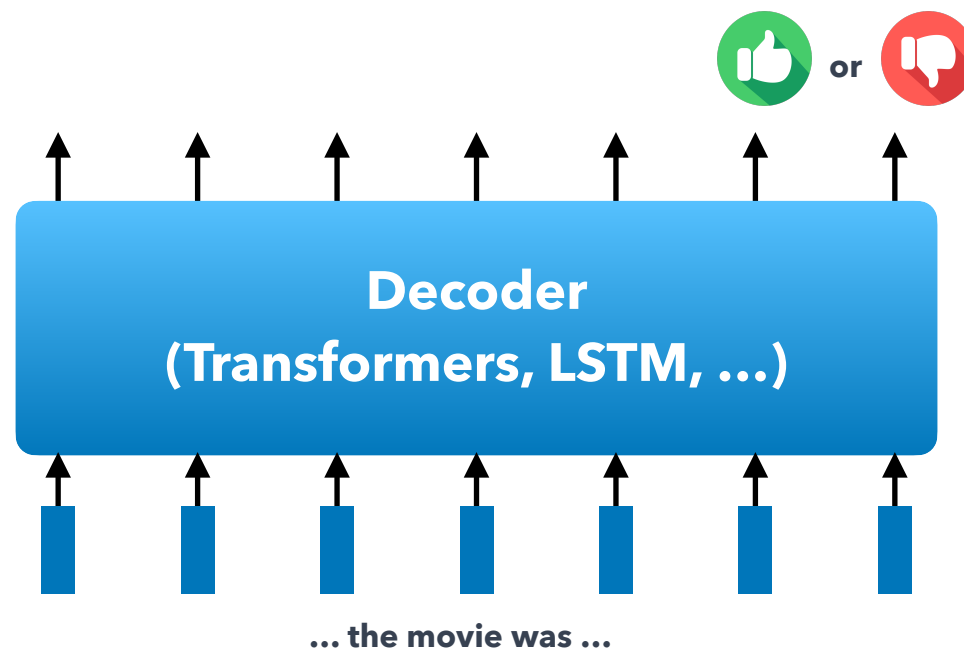 or
Decoder
(Transformers, LSTM, ...)
... the movie was ...